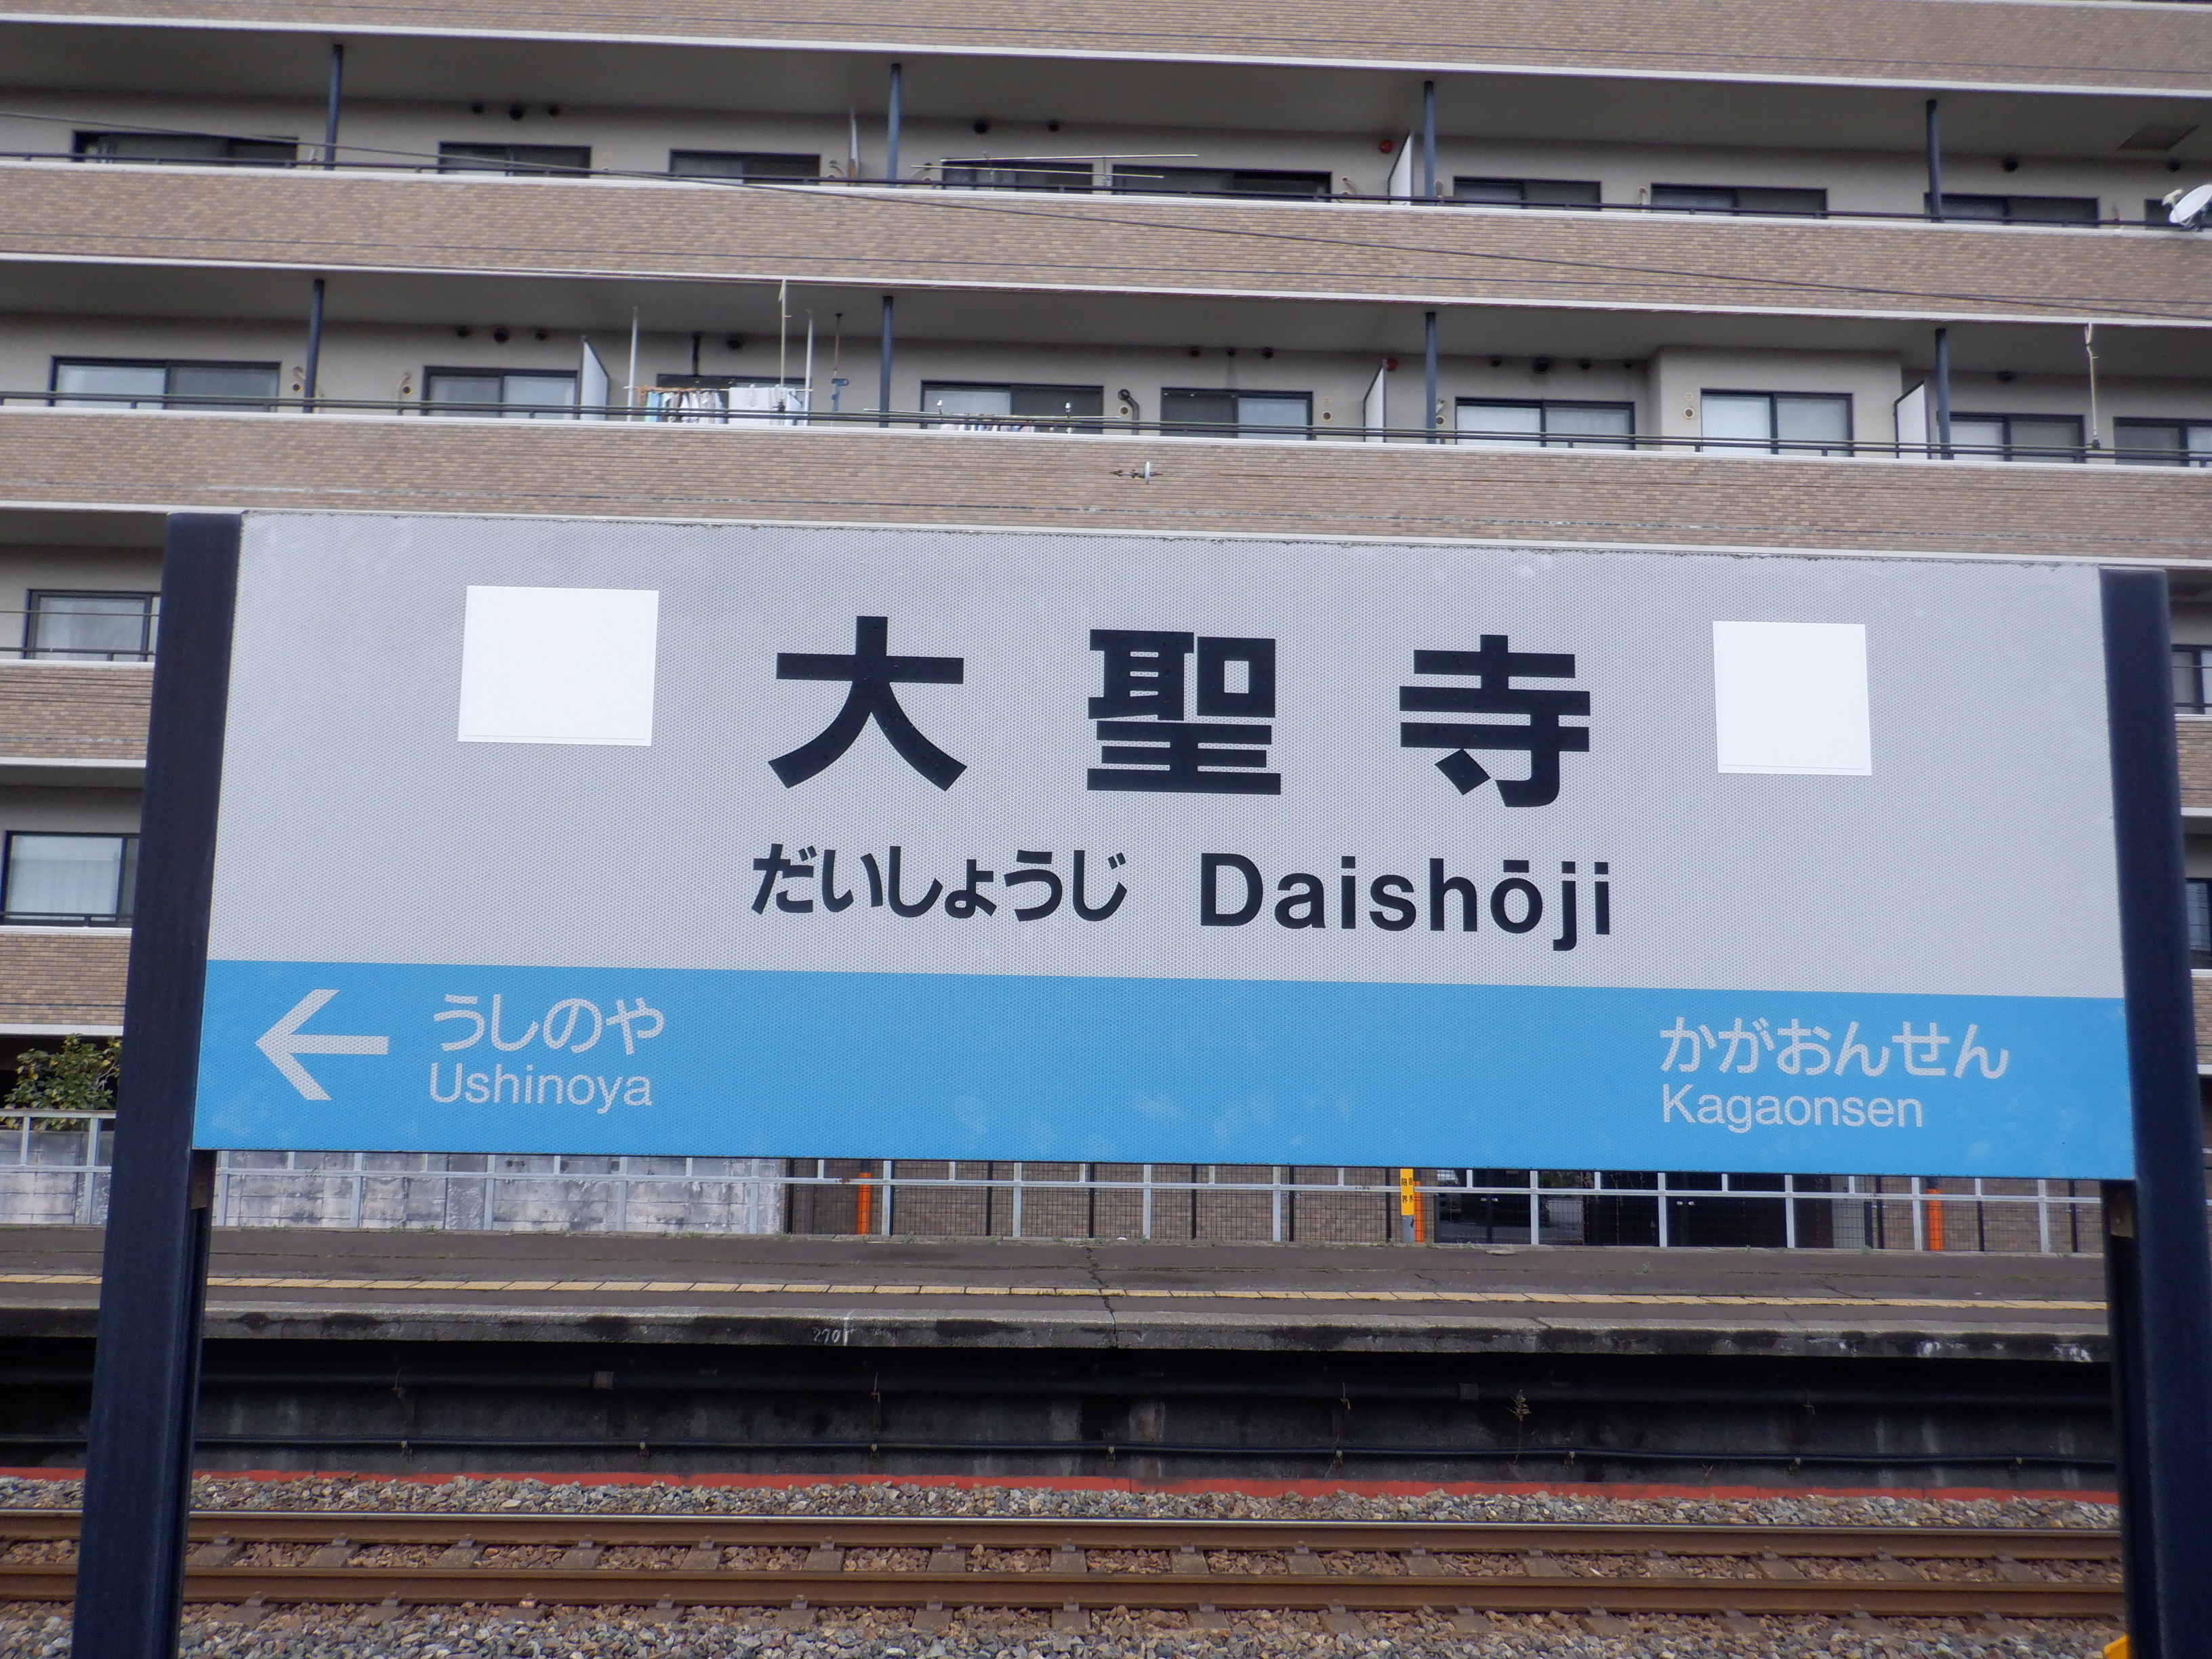 大聖寺
だいしょうじ Daishōji
うしのや
Ushinoya
かがおんせん
Kagaonsen